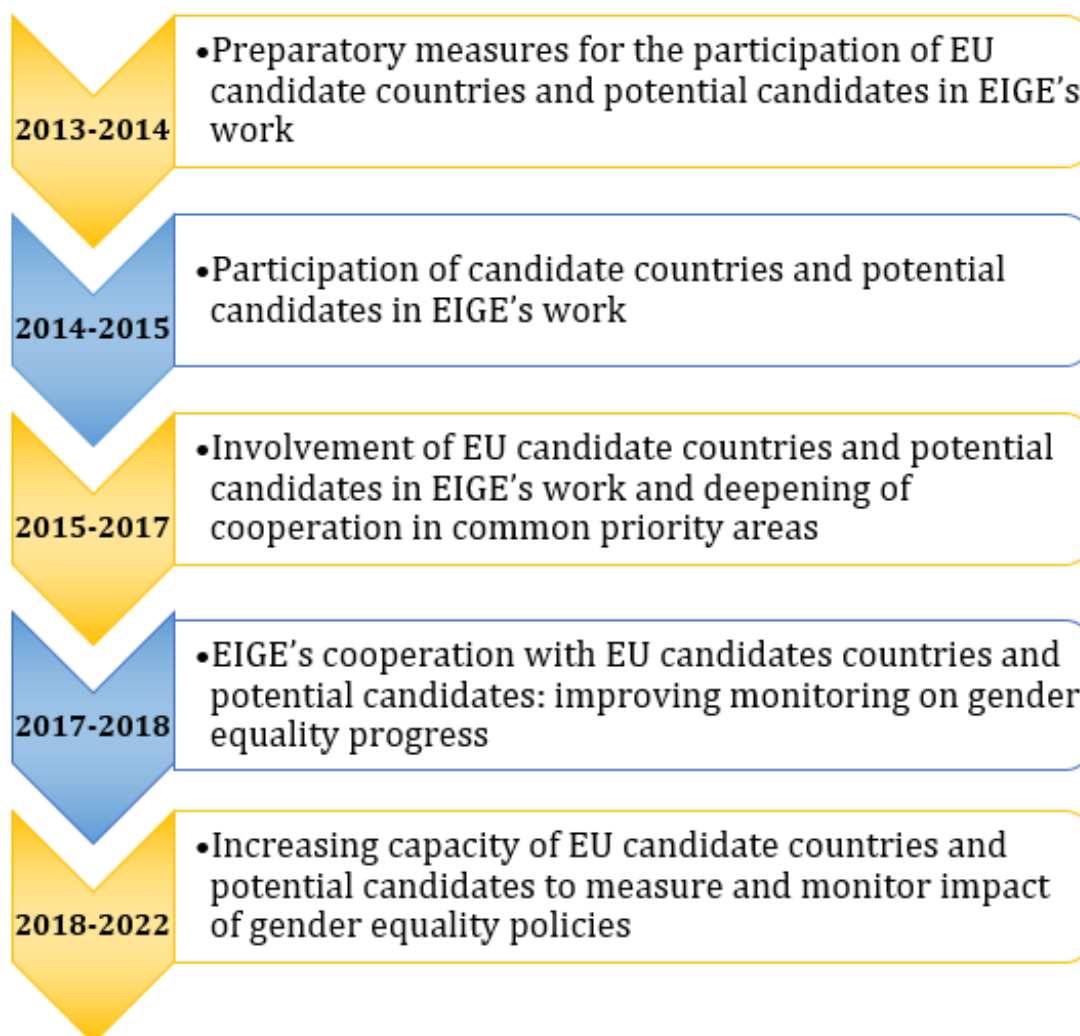 2013-2014
•Preparatory measures for the participation of EU
candidate countries and potential candidates in EIGE’s
work
2014-2015
•Participation of candidate countries and potential
candidates in EIGE’s work
2015-2017
•Involvement of EU candidate countries and potential
candidates in EIGE’s work and deepening of
cooperation in common priority areas
2017-2018
•EIGE’s cooperation with EU candidates countries and
potential candidates: improving monitoring on gender
equality progress
2018-2022
•Increasing capacity of EU candidate countries and
potential candidates to measure and monitor impact
of gender equality policies